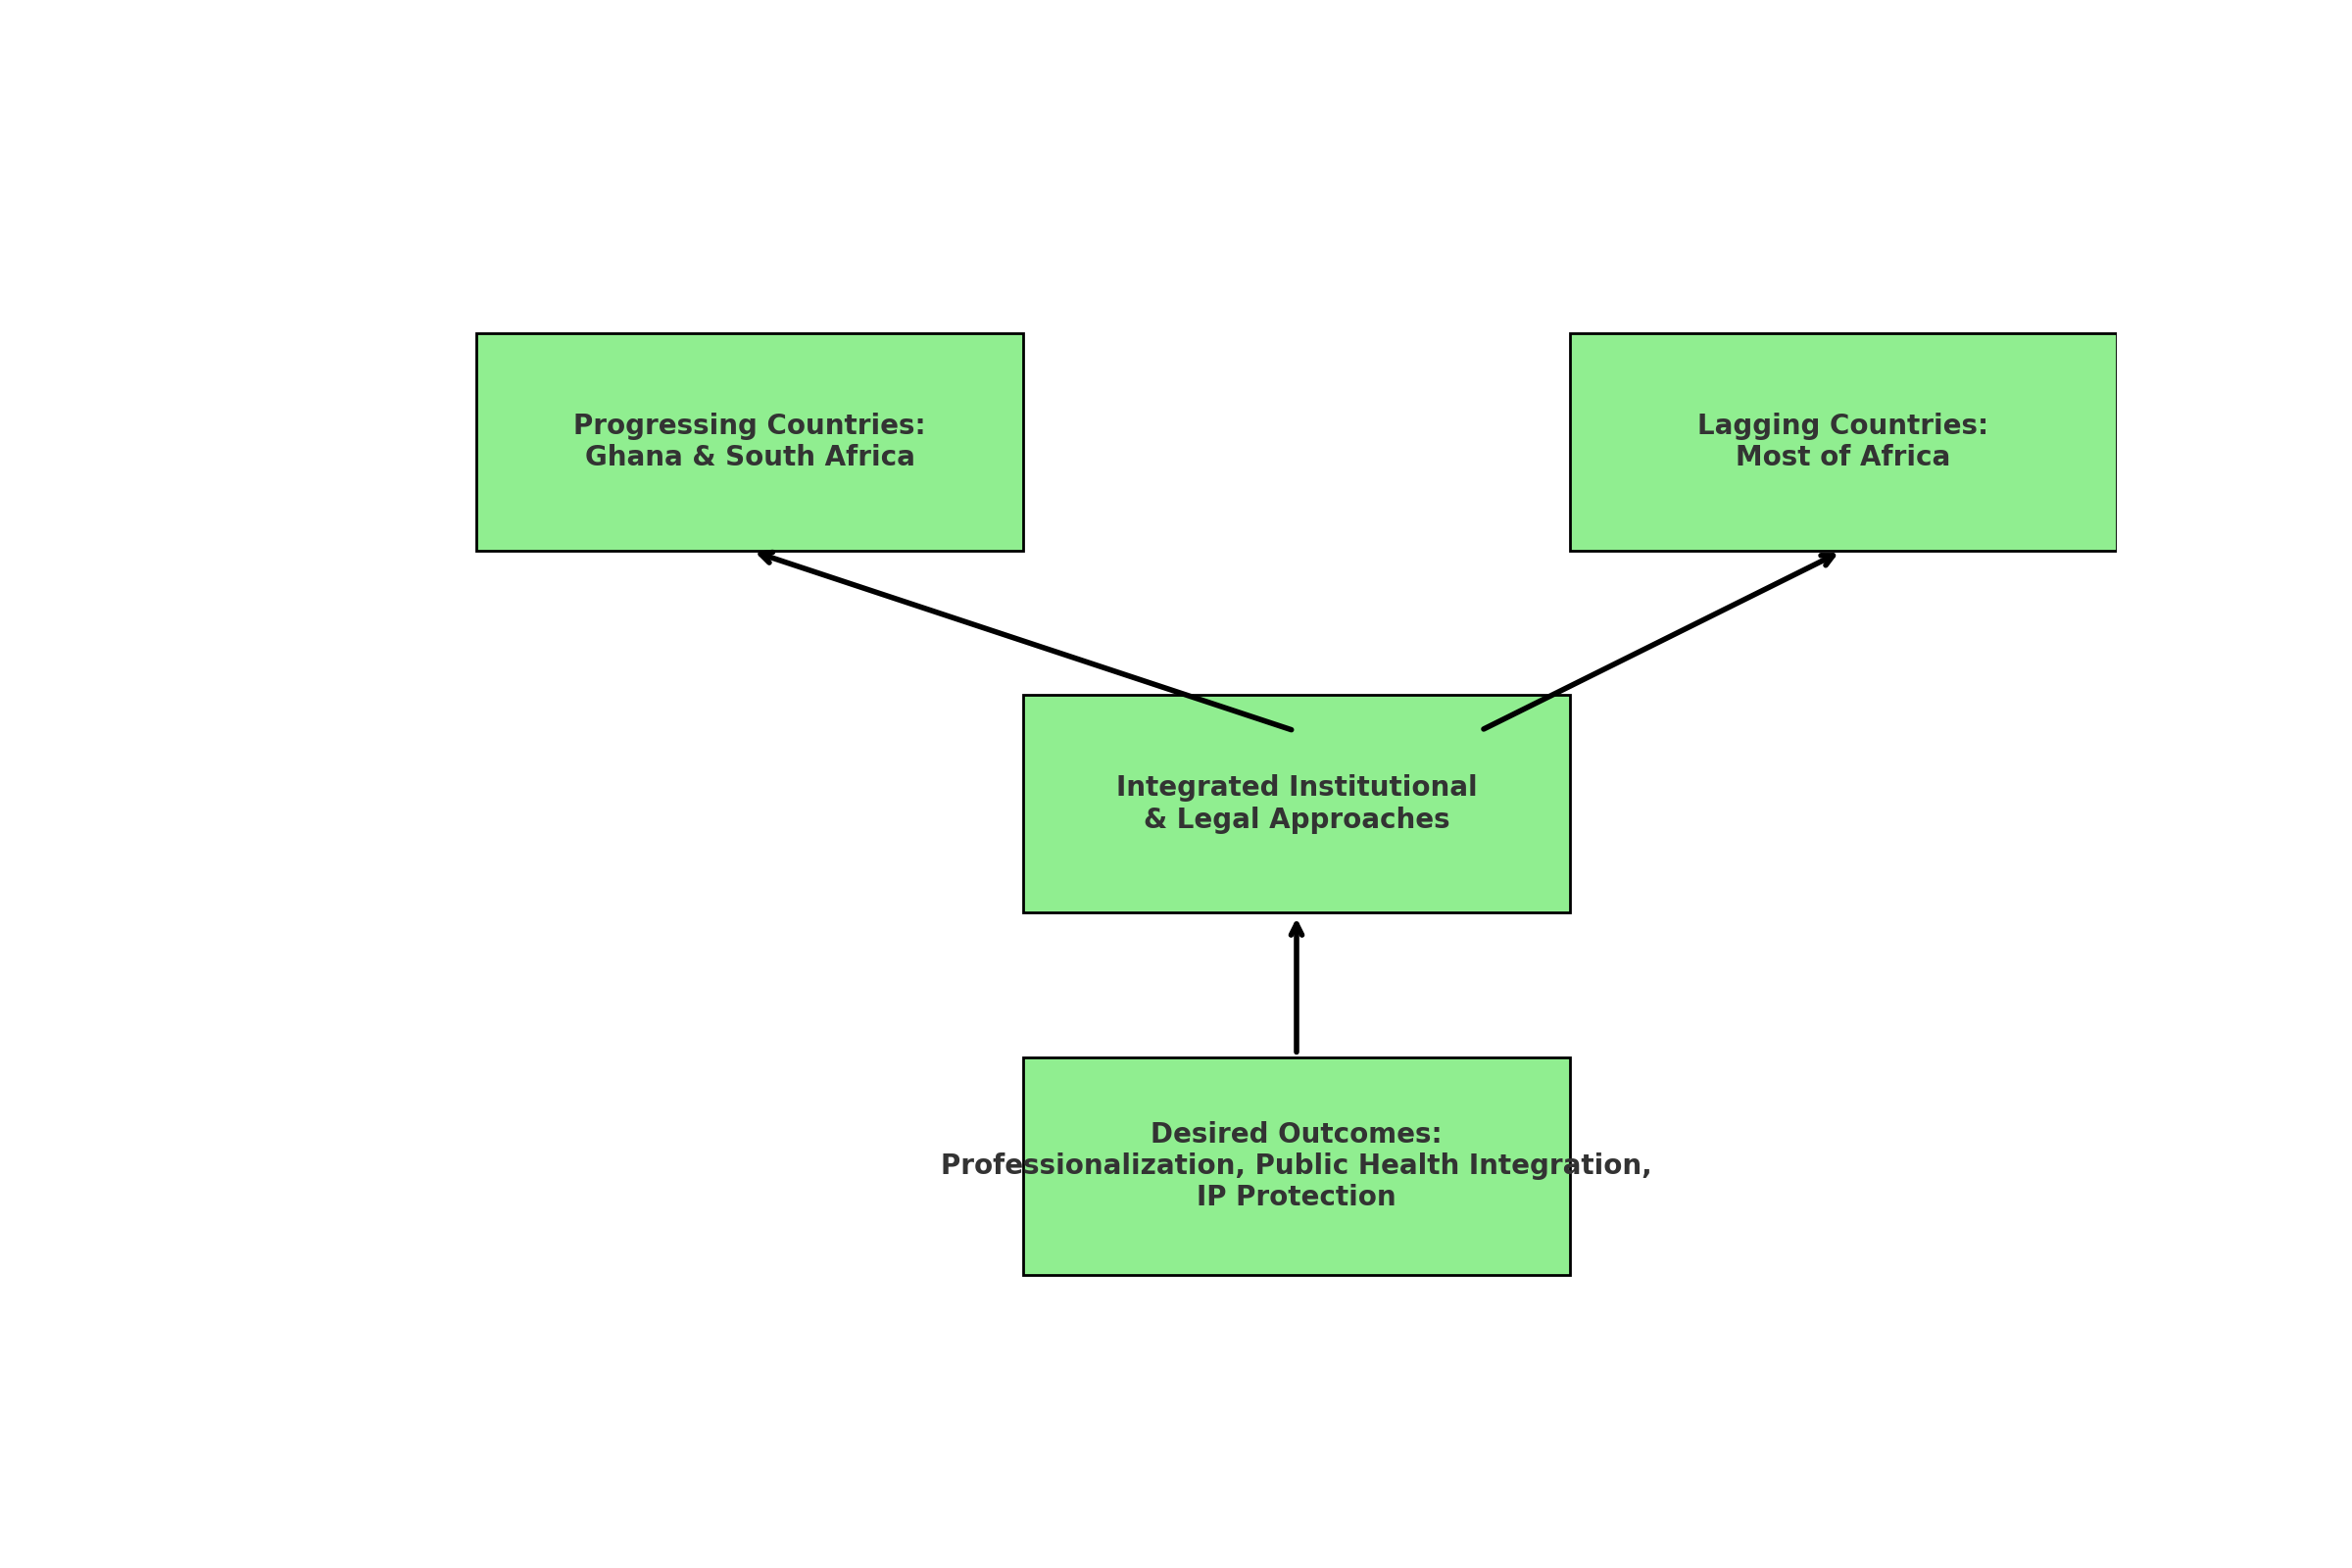 Progressing Countries:
Ghana & South Africa
Lagging Countries:
Most of Africa
Integrated Institutional
& Legal Approaches
Desired Outcomes:
Professionalization, Public Health Integration,
IP Protection